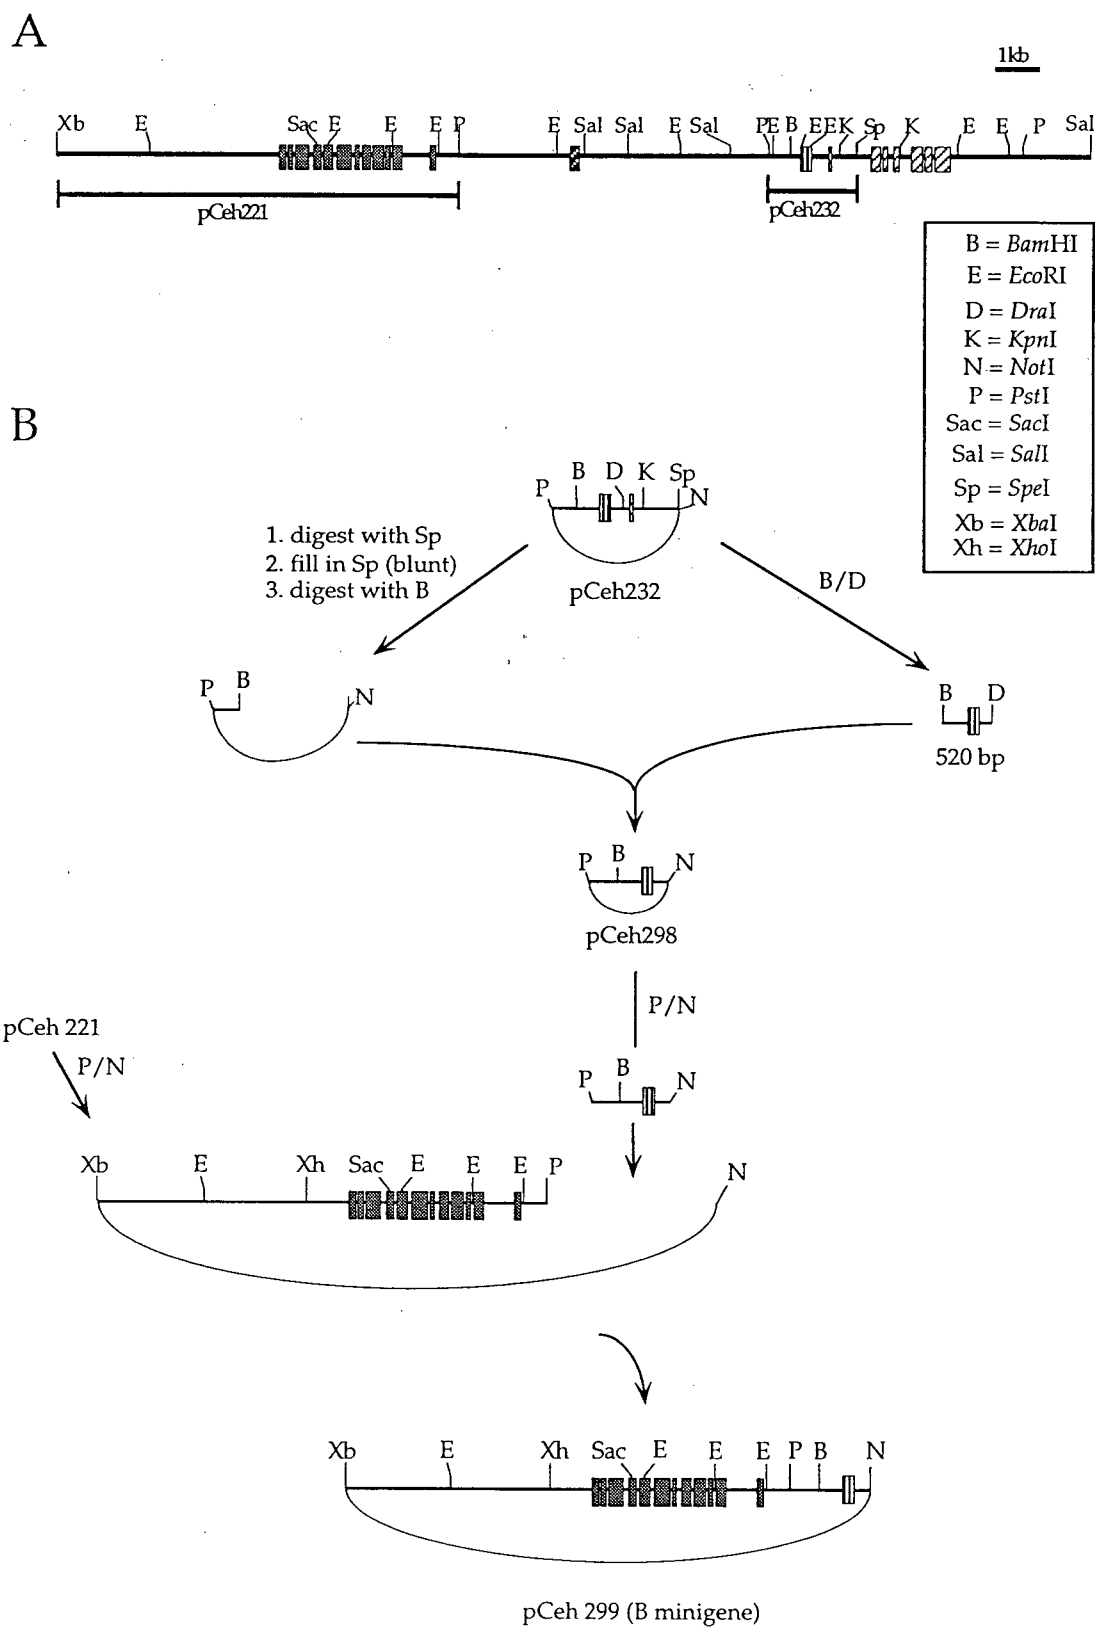 A
1kb
Xb E Sac E E E P E Sal Sal E Sal P E B E E K Sp K E E P Sal
pCeh221
pCeh232
B = BamHI
E = EcoRI
D = DraI
K = KpnI
N = NotI
P = PstI
Sac = SacI
Sal = SalI
Sp = SpeI
Xb = XbaI
Xh = XhoI
B
P B D K Sp N
1. digest with Sp
2. fill in Sp (blunt)
3. digest with B
pCeh232
B/D
P B N
B D
520 bp
P B N
pCeh298
P/N
pCeh 221
P/N
P B N
Xb E Xh Sac E E E P N
Xb E Xh Sac E E E P B N
pCeh 299 (B minigene)